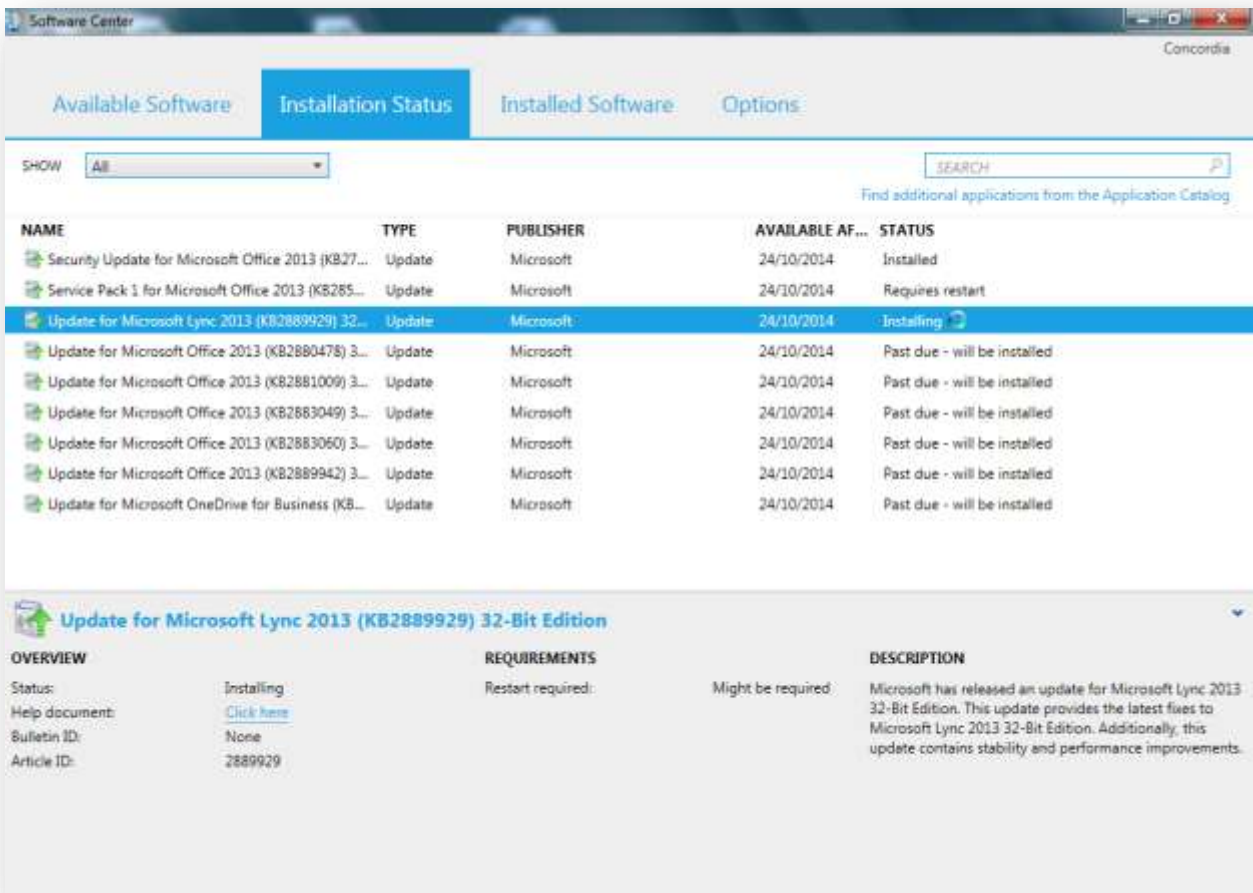 Software Center
Concordia
Available Software Installation Status Installed Software Options
SHOW All SEARCH
Find additional applications from the Application Catalog
NAME TYPE PUBLISHER AVAILABLE AF... STATUS
Security Update for Microsoft Office 2013 (KB27... Update Microsoft 24/10/2014 Installed
Service Pack 1 for Microsoft Office 2013 (KB285... Update Microsoft 24/10/2014 Requires restart
Update for Microsoft Lync 2013 (KB2889929) 32... Update Microsoft 24/10/2014 Installing
Update for Microsoft Office 2013 (KB2880478) 3... Update Microsoft 24/10/2014 Past due - will be installed
Update for Microsoft Office 2013 (KB2881009) 3... Update Microsoft 24/10/2014 Past due - will be installed
Update for Microsoft Office 2013 (KB2883049) 3... Update Microsoft 24/10/2014 Past due - will be installed
Update for Microsoft Office 2013 (KB2883060) 3... Update Microsoft 24/10/2014 Past due - will be installed
Update for Microsoft Office 2013 (KB2889942) 3... Update Microsoft 24/10/2014 Past due - will be installed
Update for Microsoft OneDrive for Business (KB... Update Microsoft 24/10/2014 Past due - will be installed
Update for Microsoft Lync 2013 (KB2889929) 32-Bit Edition
OVERVIEW
Status: Installing
Help document: Click here
Bulletin ID: None
Article ID: 2889929
REQUIREMENTS
Restart required: Might be required
DESCRIPTION
Microsoft has released an update for Microsoft Lync 2013
32-Bit Edition. This update provides the latest fixes to
Microsoft Lync 2013 32-Bit Edition. Additionally, this
update contains stability and performance improvements.